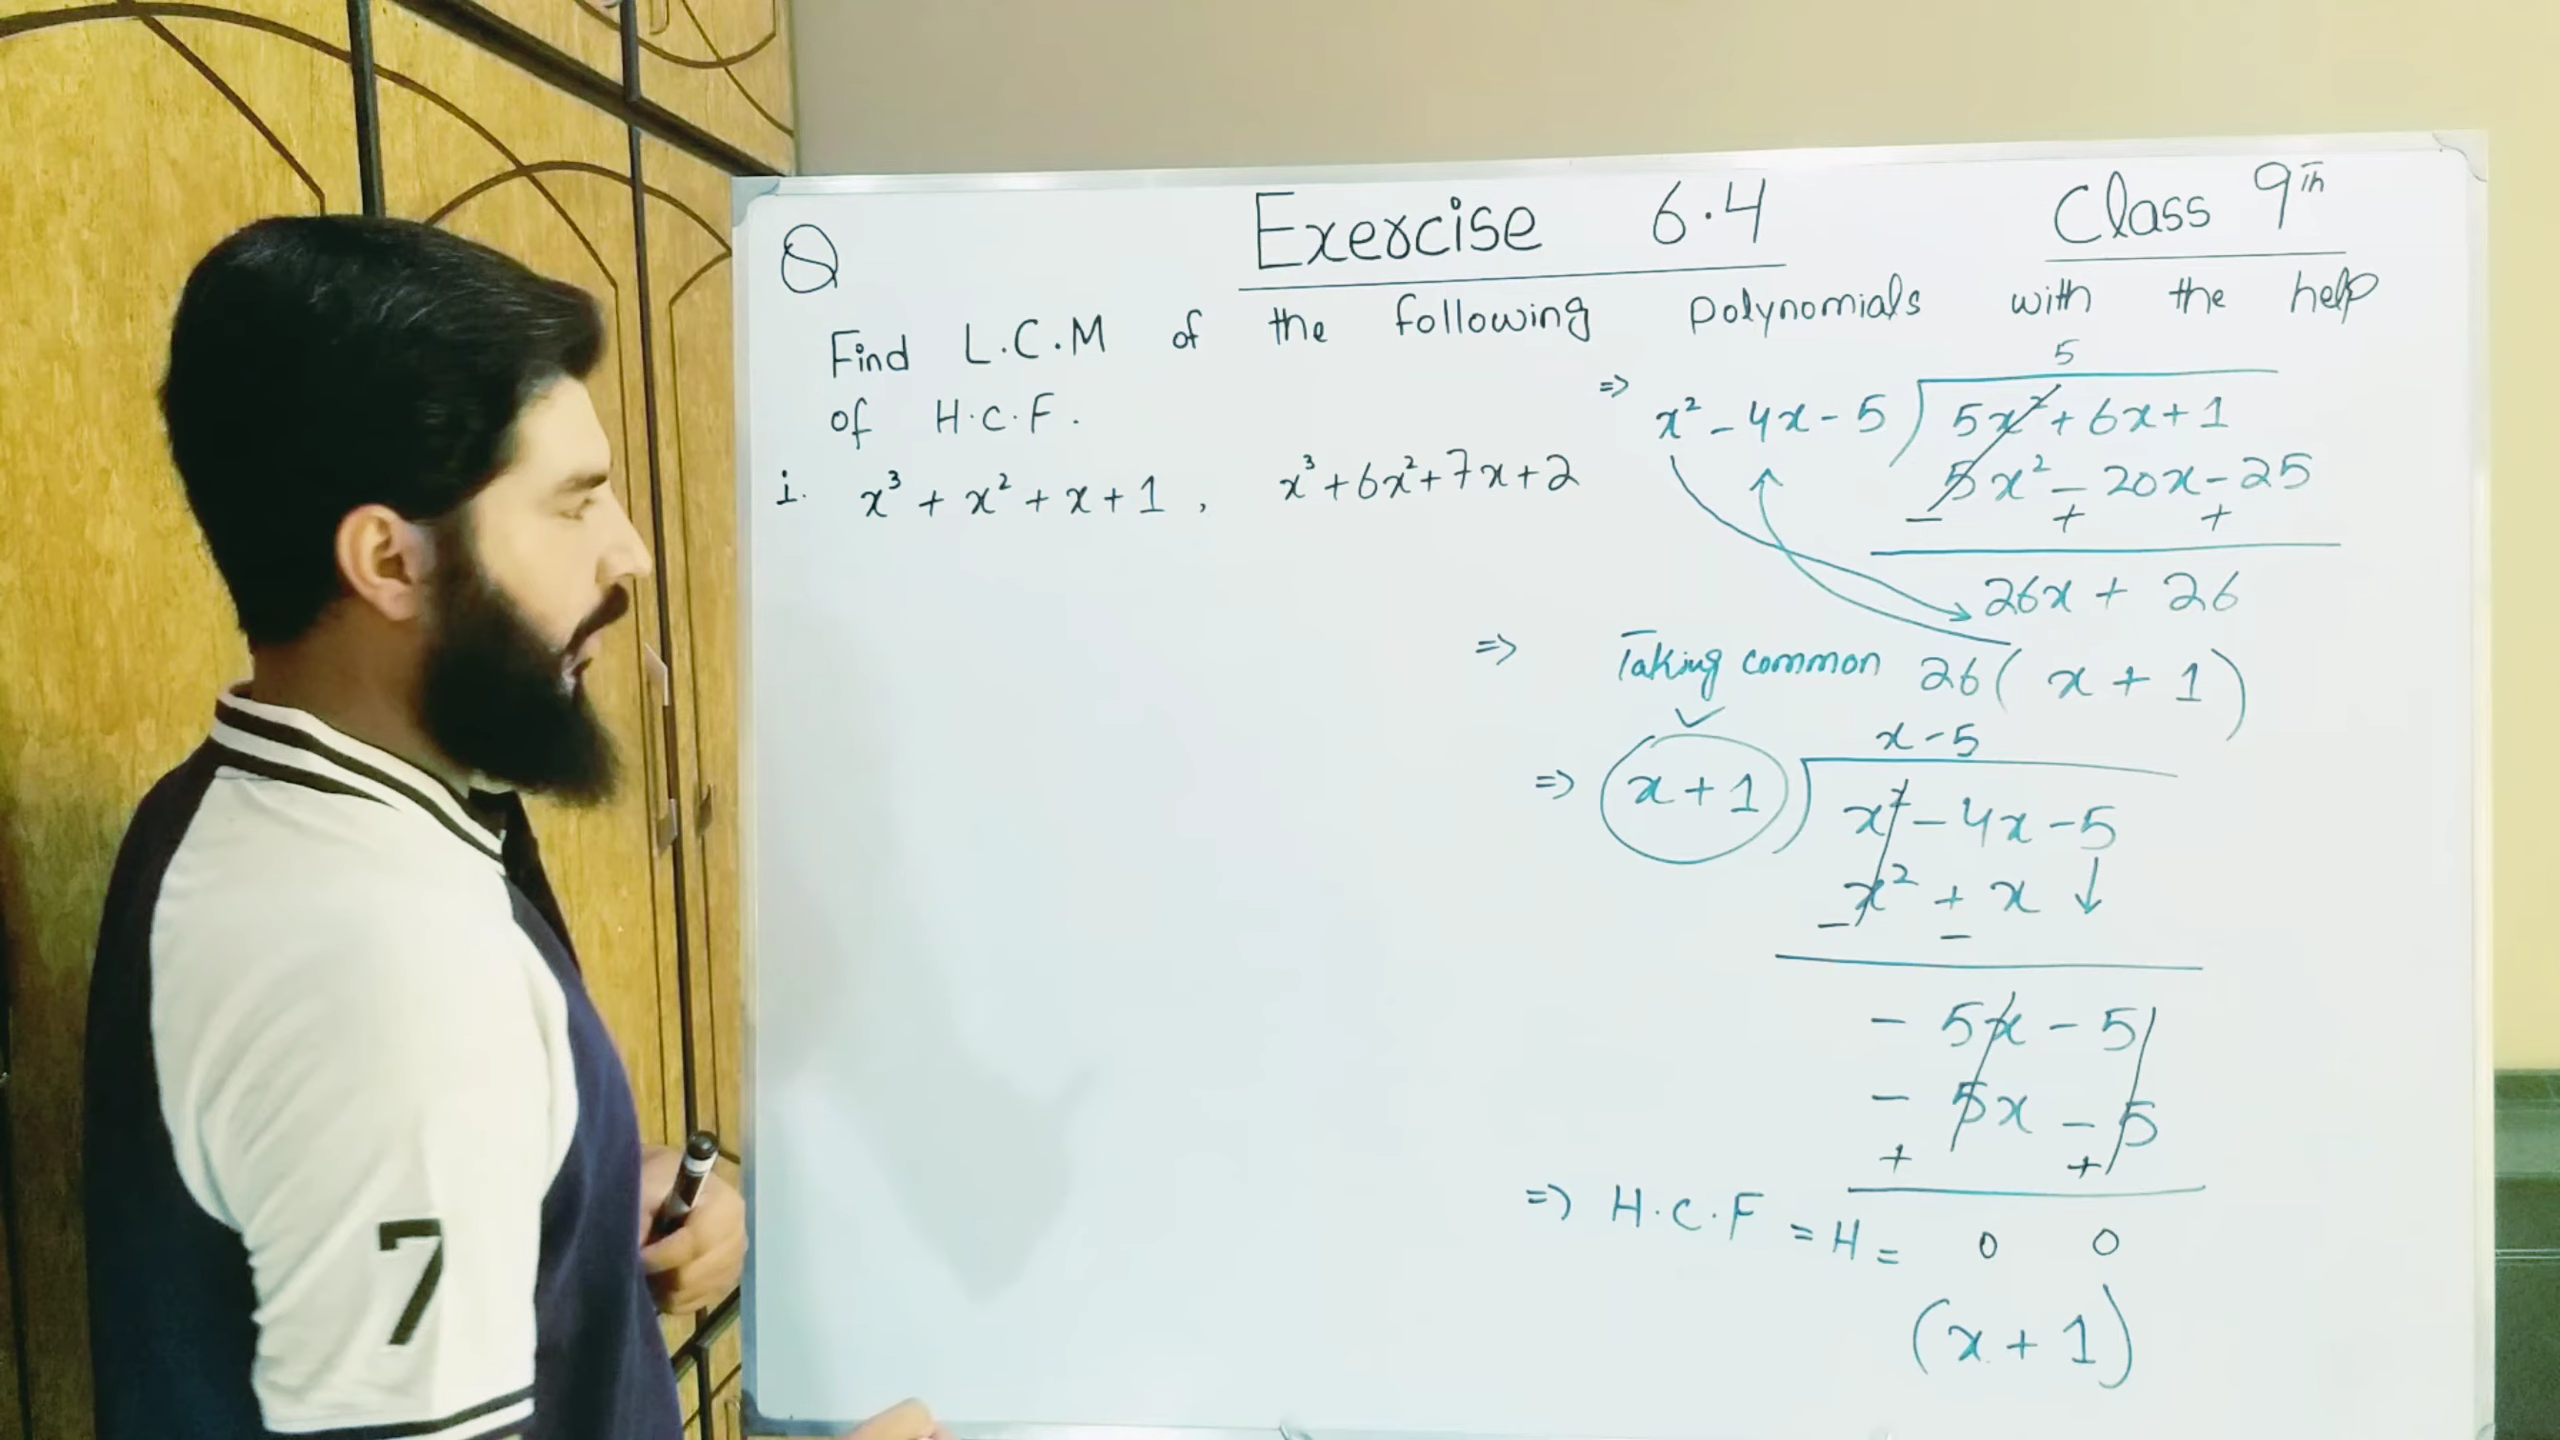 Exercise 6.4
Class 9th
Q
Find L.C.M of the following Polynomials with the help
of H.C.F.
i. x³ + x² + x + 1 , x³ + 6x² + 7x + 2
5
=> x² - 4x - 5 ) 5x² + 6x + 1
5x² - 20x - 25
- + +
26x + 26
=> Taking common 26( x + 1 )
x - 5
=> x + 1 ) x² - 4x - 5
x² + x ↓
- -
- 5x - 5
- 5x - 5
+ +
0 0
=> H.C.F = H =
(x + 1)
7